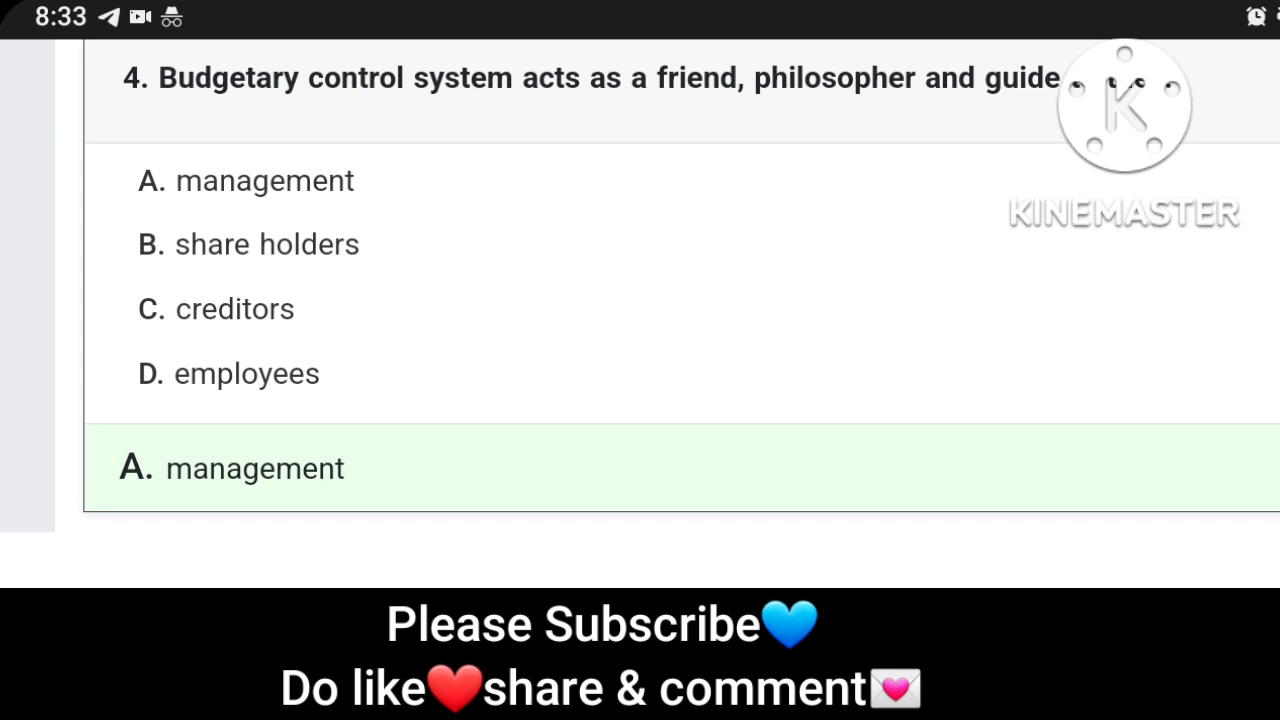 8:33
4. Budgetary control system acts as a friend, philosopher and guide
K
KINEMASTER
A. management
B. share holders
C. creditors
D. employees
A. management
Please Subscribe💙
Do like❤️share & comment💌